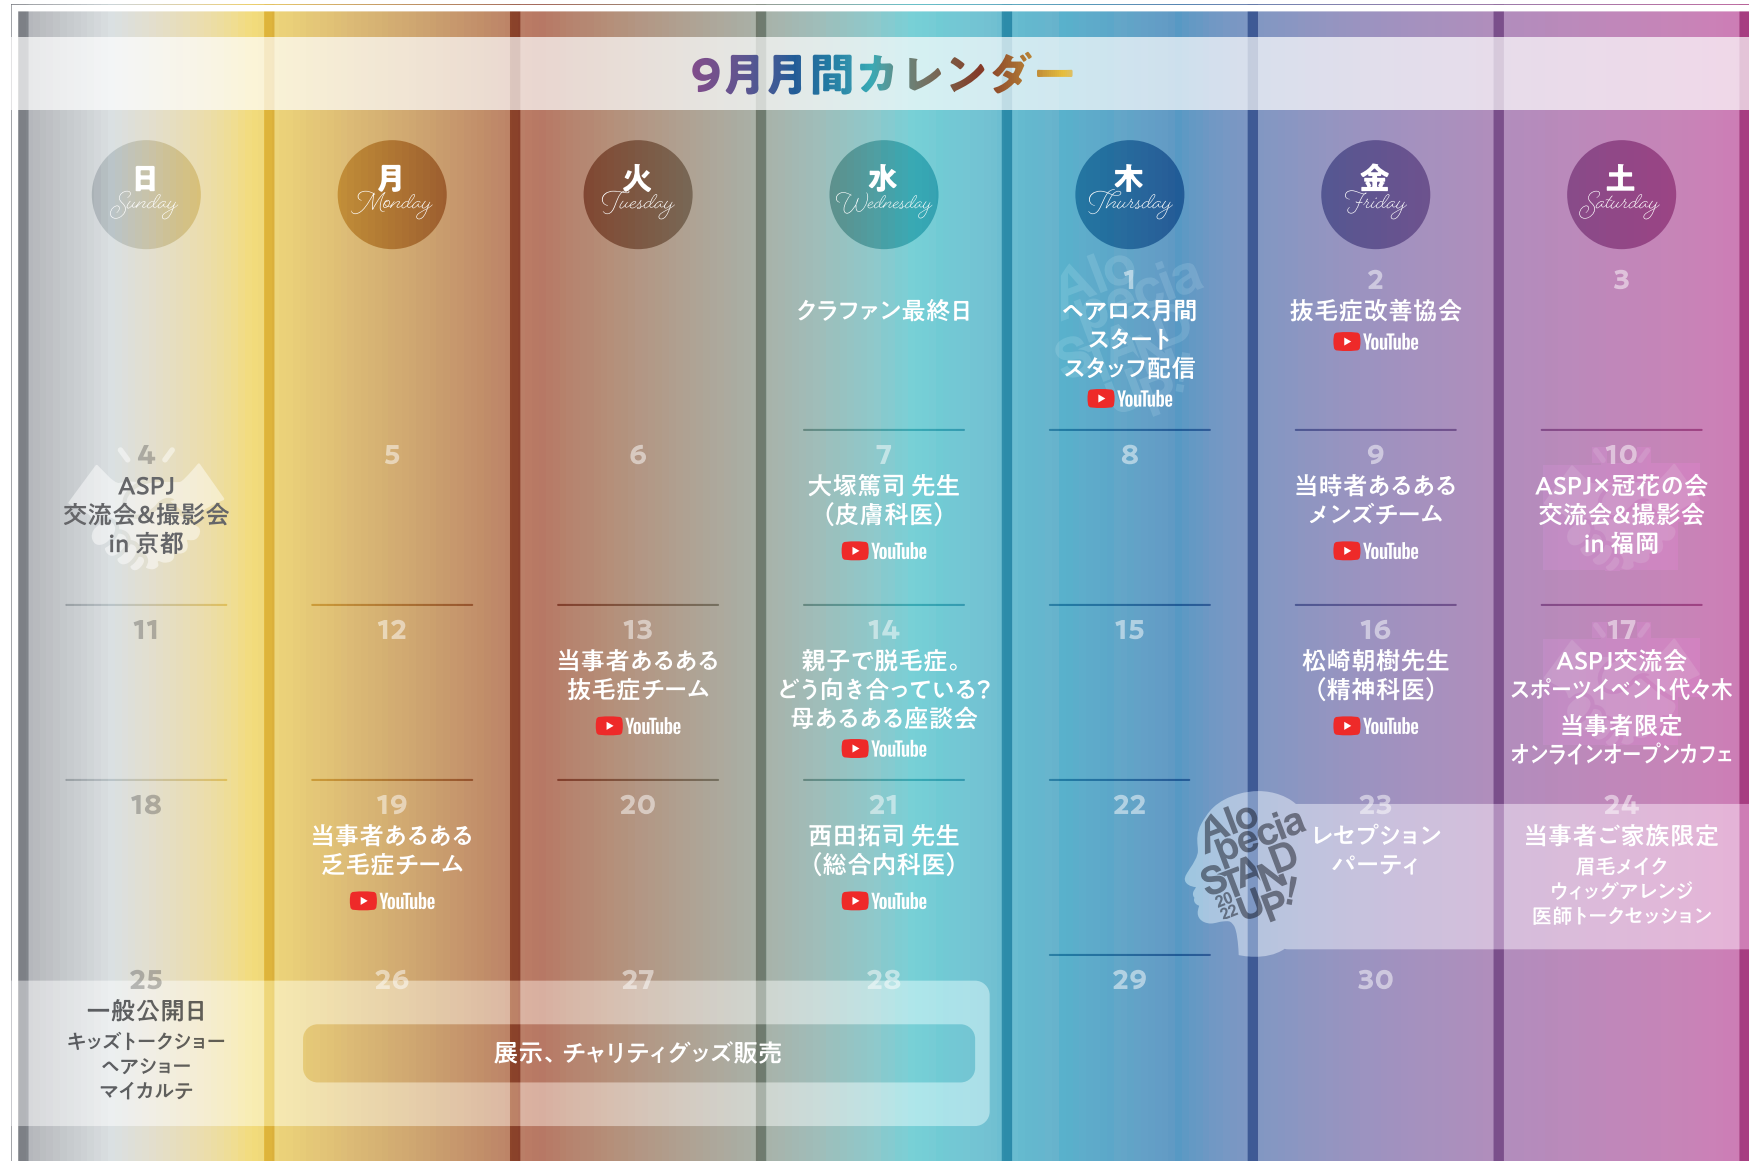 9月月間カレンダー
日
Sunday
月
Monday
火
Tuesday
水
Wednesday
木
Thursday
金
Friday
土
Saturday
クラファン最終日
1
ヘアロス月間
スタート
スタッフ配信
YouTube
Alo
pecia
STAND
UP!
2
抜毛症改善協会
YouTube
3
4
ASPJ
交流会&撮影会
in 京都
5
6
7
大塚篤司 先生
（皮膚科医）
YouTube
8
9
当時者あるある
メンズチーム
YouTube
10
ASPJ×冠花の会
交流会&撮影会
in 福岡
11
12
13
当事者あるある
抜毛症チーム
YouTube
14
親子で脱毛症。
どう向き合っている？
母あるある座談会
YouTube
15
16
松崎朝樹先生
（精神科医）
YouTube
17
ASPJ交流会
スポーツイベント代々木
当事者限定
オンラインオープンカフェ
18
19
当事者あるある
乏毛症チーム
YouTube
20
21
西田拓司 先生
（総合内科医）
YouTube
22
Alo
pecia
STAND
2022
UP!
23
レセプション
パーティ
24
当事者ご家族限定
眉毛メイク
ウィッグアレンジ
医師トークセッション
25
一般公開日
キッズトークショー
ヘアショー
マイカルテ
26
27
28
展示、チャリティグッズ販売
29
30